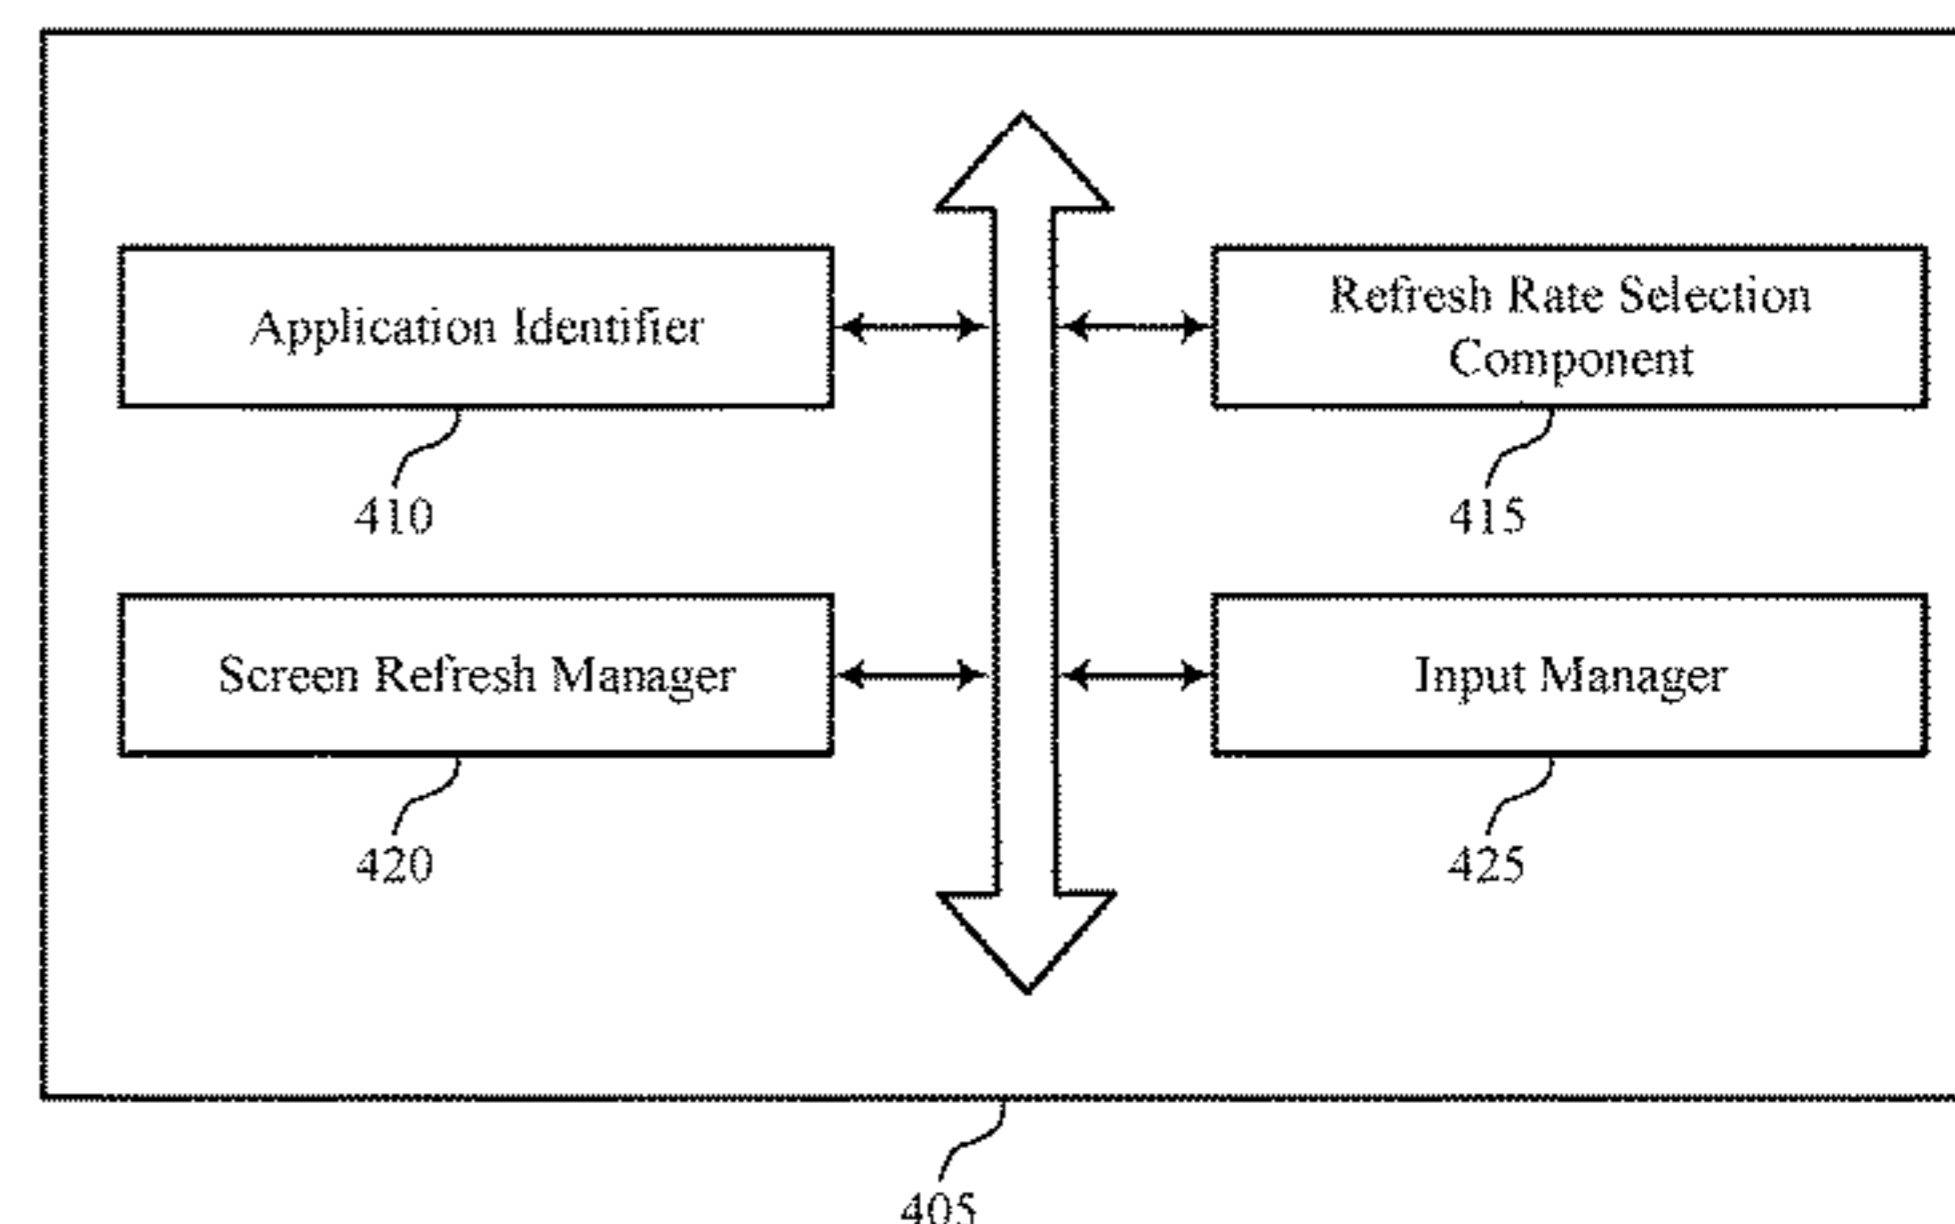 Application Identifier
410
Refresh Rate Selection
Component
415
Screen Refresh Manager
420
Input Manager
425
405